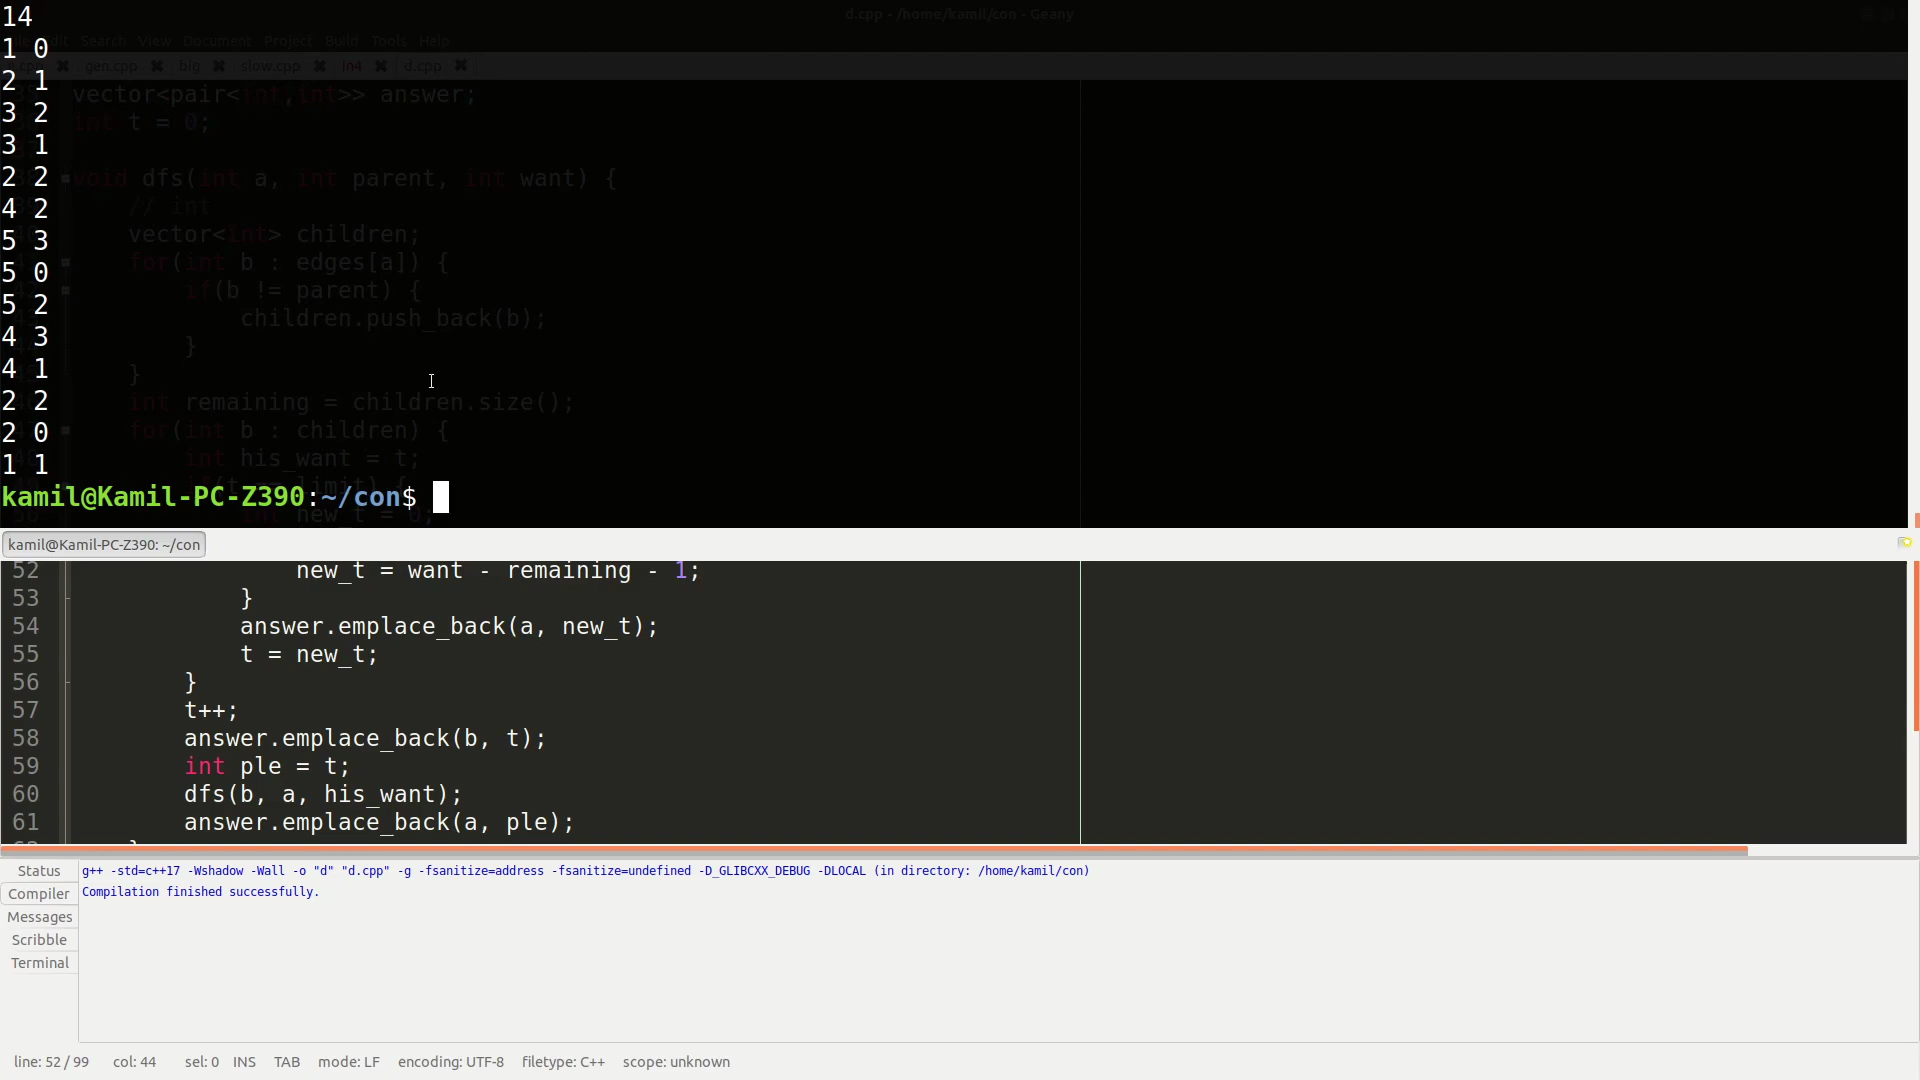 14
d.cpp - /home/kamil/con - Geany
1 0
Edit Search View Document Project Build Tools Help
gen.cpp big slow.cpp in4 d.cpp
2 1
vector<pair<int,int>> answer;
3 2
int t = 0;
3 1
2 2
void dfs(int a, int parent, int want) {
4 2
// int
5 3
vector<int> children;
5 0
for(int b : edges[a]) {
if(b != parent) {
5 2
children.push_back(b);
4 3
}
4 1
}
2 2
int remaining = children.size();
2 0
for(int b : children) {
1 1
int his_want = t;
kamil@Kamil-PC-Z390:~/con$
int new_t = 0;
kamil@Kamil-PC-Z390: ~/con
52 new_t = want - remaining - 1;
53 }
54 answer.emplace_back(a, new_t);
55 t = new_t;
56 }
57 t++;
58 answer.emplace_back(b, t);
59 int ple = t;
60 dfs(b, a, his_want);
61 answer.emplace_back(a, ple);
Status
Compiler
Messages
Scribble
Terminal
g++ -std=c++17 -Wshadow -Wall -o "d" "d.cpp" -g -fsanitize=address -fsanitize=undefined -D_GLIBCXX_DEBUG -DLOCAL (in directory: /home/kamil/con)
Compilation finished successfully.
line: 52 / 99 col: 44 sel: 0 INS TAB mode: LF encoding: UTF-8 filetype: C++ scope: unknown